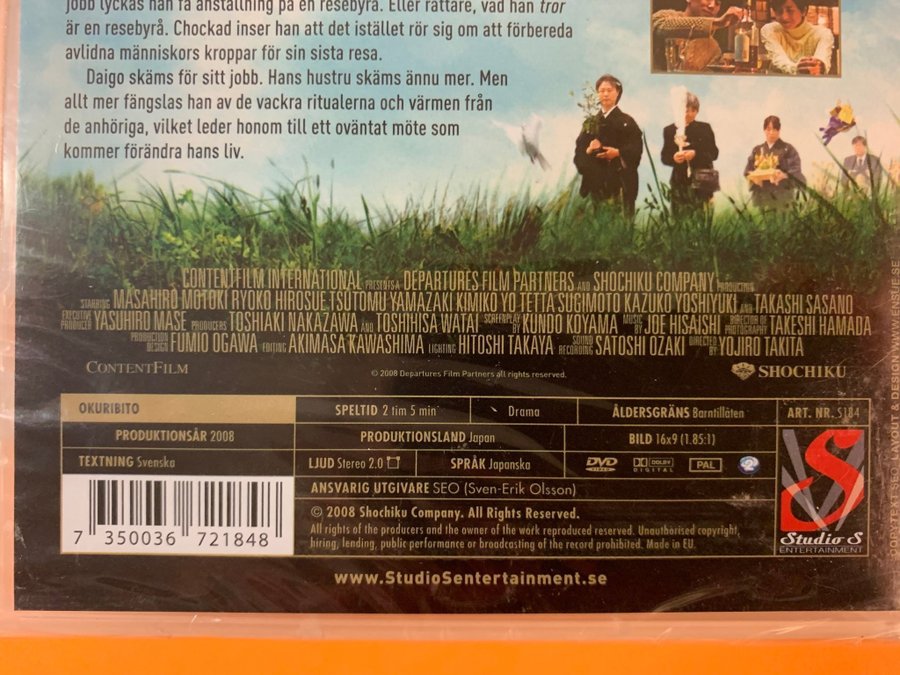 jobb lyckas han få anställning på en resebyrå. Eller rättare, vad han tror
är en resebyrå. Chockad inser han att det istället rör sig om att förbereda
avlidna människors kroppar för sin sista resa.
Daigo skäms för sitt jobb. Hans hustru skäms ännu mer. Men
allt mer fängslas han av de vackra ritualerna och värmen från
de anhöriga, vilket leder honom till ett oväntat möte som
kommer förändra hans liv.
CONTENTFILM INTERNATIONAL PRESENTS A DEPARTURES FILM PARTNERS AND SHOCHIKU COMPANY PRODUCTION
STARRING MASAHIRO MOTOKI RYOKO HIROSUE TSUTOMU YAMAZAKI KIMIKO YO TETTA SUGIMOTO KAZUKO YOSHIYUKI AND TAKASHI SASANO
EXECUTIVE PRODUCER YASUHIRO MASE PRODUCERS TOSHIAKI NAKAZAWA AND TOSHIHISA WATAI SCREENPLAY BY KUNDO KOYAMA MUSIC BY JOE HISAISHI DIRECTOR OF PHOTOGRAPHY TAKESHI HAMADA
PRODUCTION DESIGN FUMIO OGAWA EDITING AKIMASA KAWASHIMA LIGHTING HITOSHI TAKAYA SOUND RECORDING SATOSHI OZAKI DIRECTED BY YOJIRO TAKITA
CONTENTFILM
© 2008 Departures Film Partners all rights reserved.
SHOCHIKU
OKURIBITO
SPELTID 2 tim 5 min
Drama
ÅLDERSGRÄNS Barntillåten
ART. NR. S184
PRODUKTIONSÅR 2008
PRODUKTIONSLAND Japan
BILD 16x9 (1.85:1)
TEXTNING Svenska
LJUD Stereo 2.0
SPRÅK Japanska
DVD VIDEO
DOLBY DIGITAL
PAL
2
ANSVARIG UTGIVARE SEO (Sven-Erik Olsson)
© 2008 Shochiku Company. All Rights Reserved.
All rights of the producers and the owner of the work reproduced reserved. Unauthorised copyright,
hiring, lending, public performance or broadcasting of the record prohibited. Made in EU.
7 350036 721848
S
Studio S
ENTERTAINMENT
www.StudioSentertainment.se
COPY/TEXT SEO LAYOUT & DESIGN WWW.ENSUE.SE